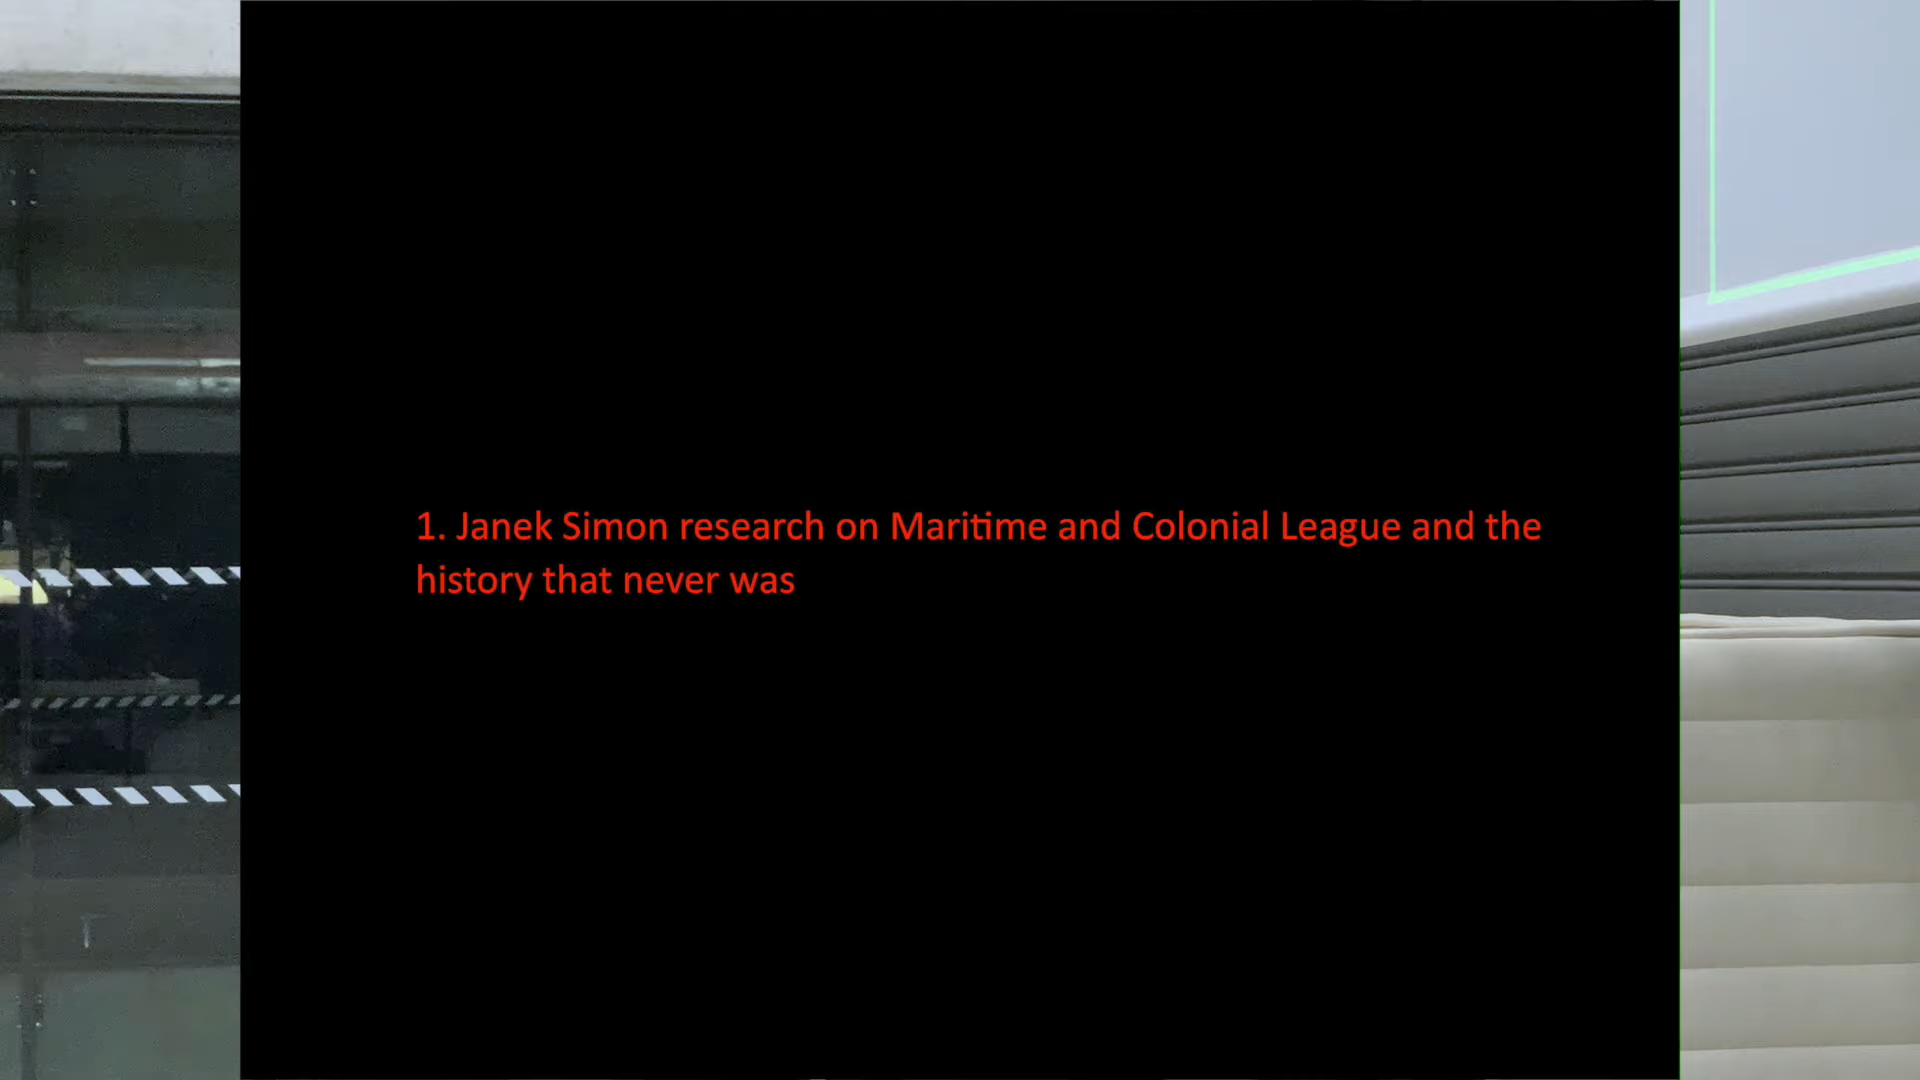 1. Janek Simon research on Maritime and Colonial League and the
history that never was